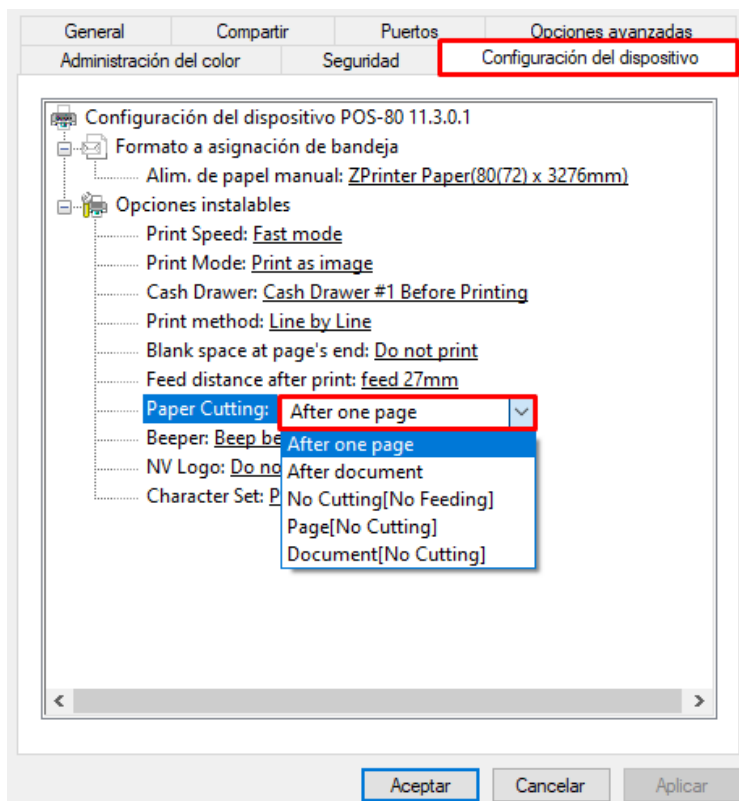 General Compartir Puertos Opciones avanzadas
Administración del color Seguridad Configuración del dispositivo
Configuración del dispositivo POS-80 11.3.0.1
Formato a asignación de bandeja
Alim. de papel manual: ZPrinter Paper(80(72) x 3276mm)
Opciones instalables
Print Speed: Fast mode
Print Mode: Print as image
Cash Drawer: Cash Drawer #1 Before Printing
Print method: Line by Line
Blank space at page's end: Do not print
Feed distance after print: feed 27mm
Paper Cutting: After one page
Beeper: Beep be
After one page
NV Logo: Do no
After document
Character Set: P
No Cutting[No Feeding]
Page[No Cutting]
Document[No Cutting]
Aceptar Cancelar Aplicar